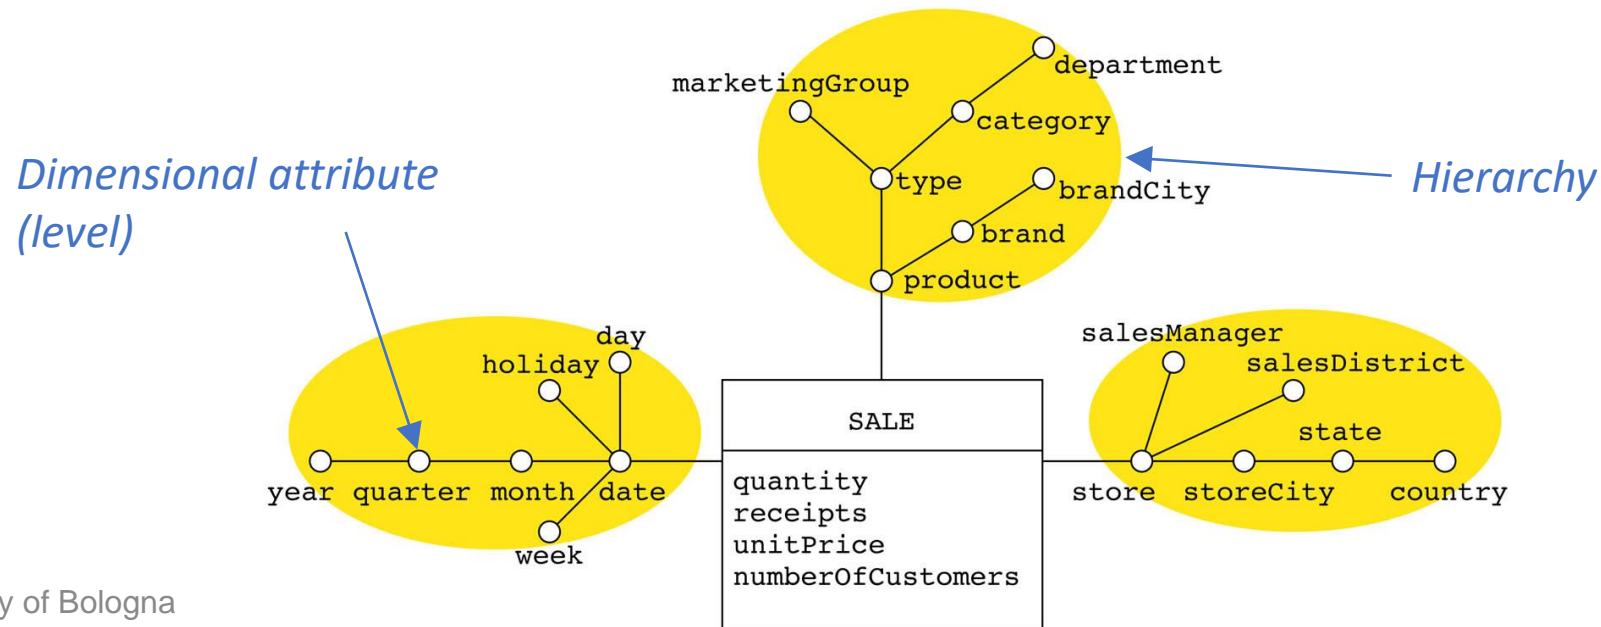 department
marketingGroup
category
Dimensional attribute
(level)
type
brandCity
Hierarchy
brand
product
day
holiday
salesManager
salesDistrict
SALE
state
year quarter month date
store storeCity country
quantity
receipts
unitPrice
numberOfCustomers
week
y of Bologna